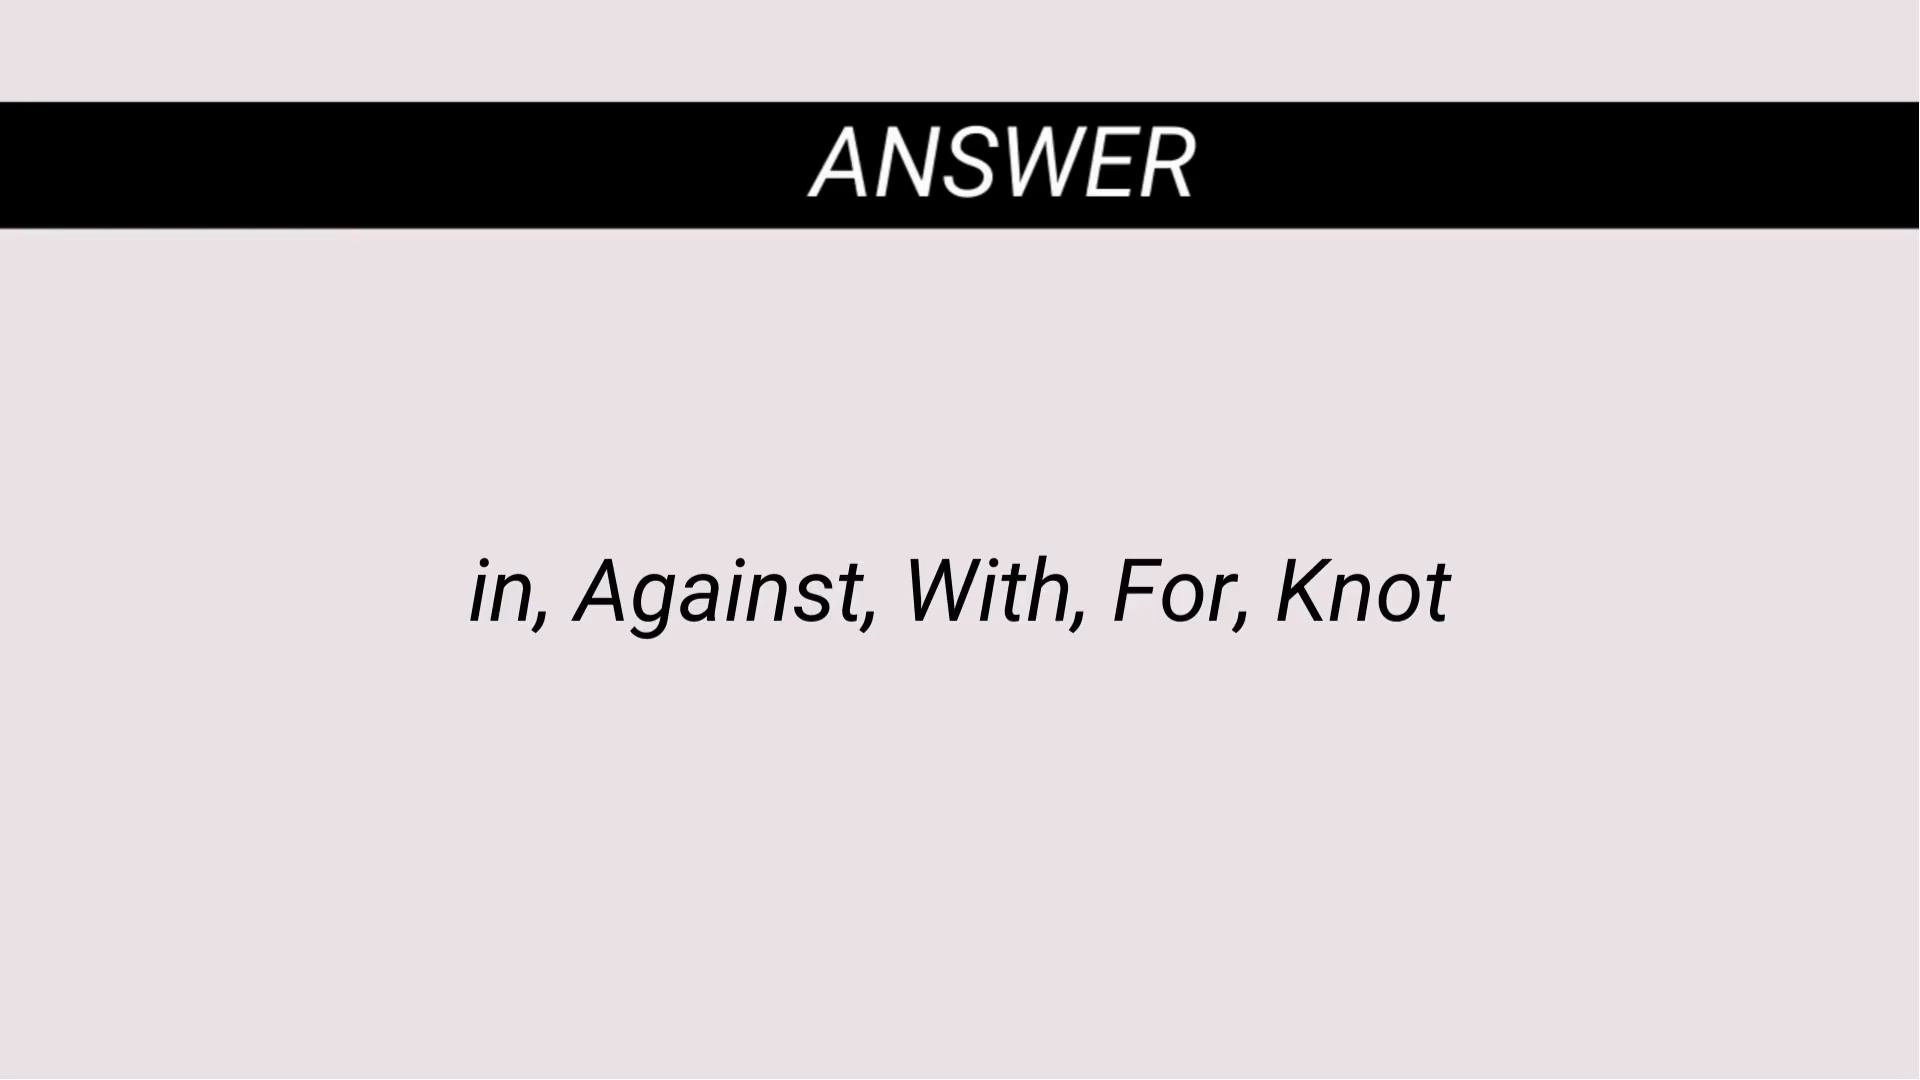 ANSWER
in, Against, With, For, Knot